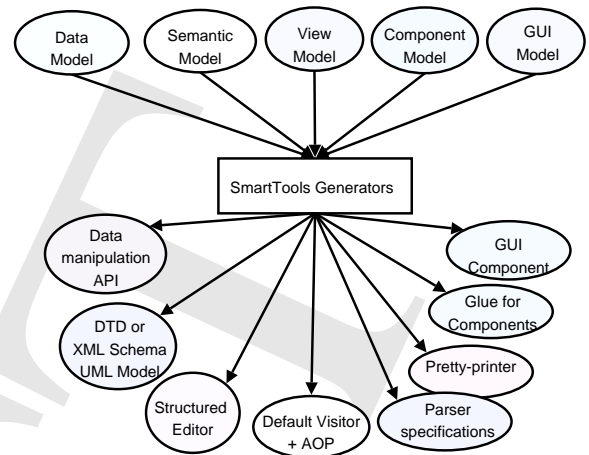 Data
Model
Semantic
Model
View
Model
Component
Model
GUI
Model
SmartTools Generators
Data
manipulation
API
GUI
Component
DTD or
XML Schema
UML Model
Glue for
Components
Structured
Editor
Default Visitor
+ AOP
Pretty-printer
Parser
specifications